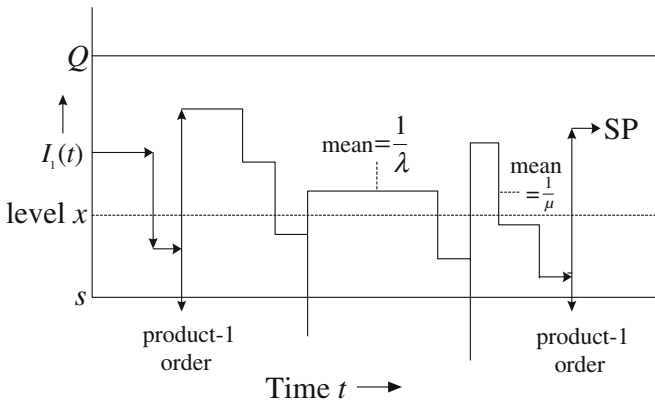 Q
I₁(t)
mean= 1/λ
SP
mean
= 1/μ
level x
s
product-1
order
product-1
order
Time t